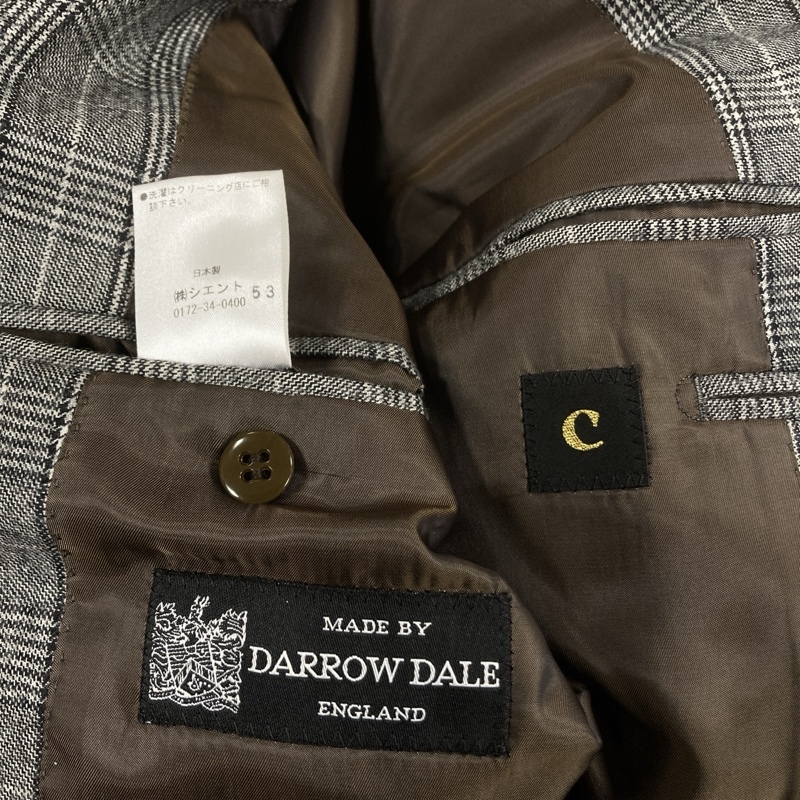 ●洗濯はクリーニング店にご相
談下さい。
日本製
㈱シエント 53
0172-34-0400
C
MADE BY
DARROW DALE
ENGLAND